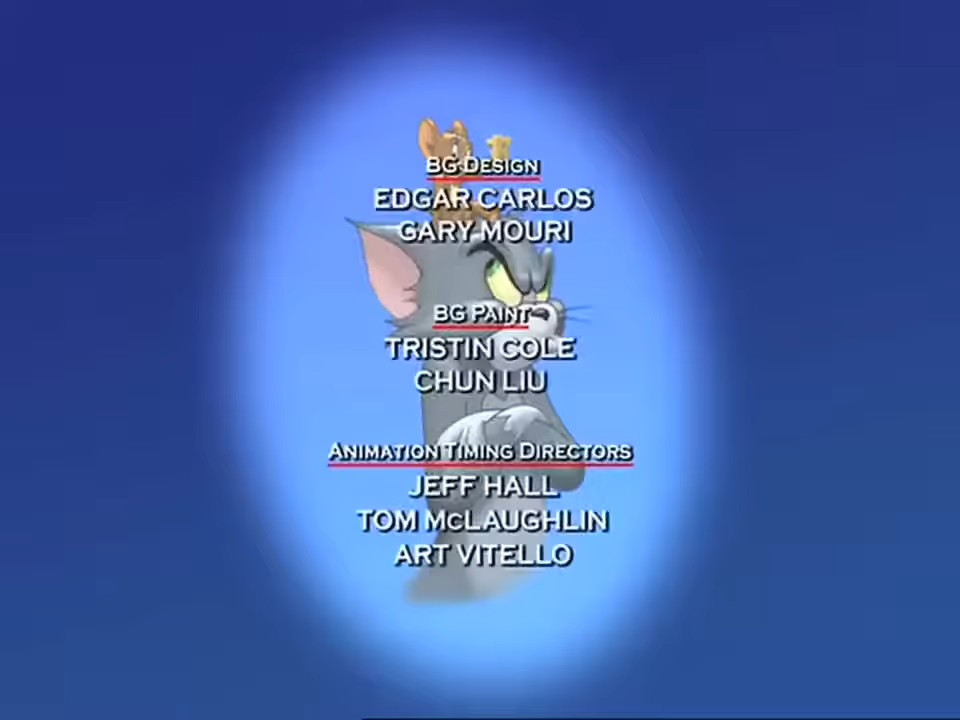 BG DESIGN
EDGAR CARLOS
GARY MOURI
BG PAINT
TRISTIN COLE
CHUN LIU
ANIMATION TIMING DIRECTORS
JEFF HALL
TOM McLAUGHLIN
ART VITELLO